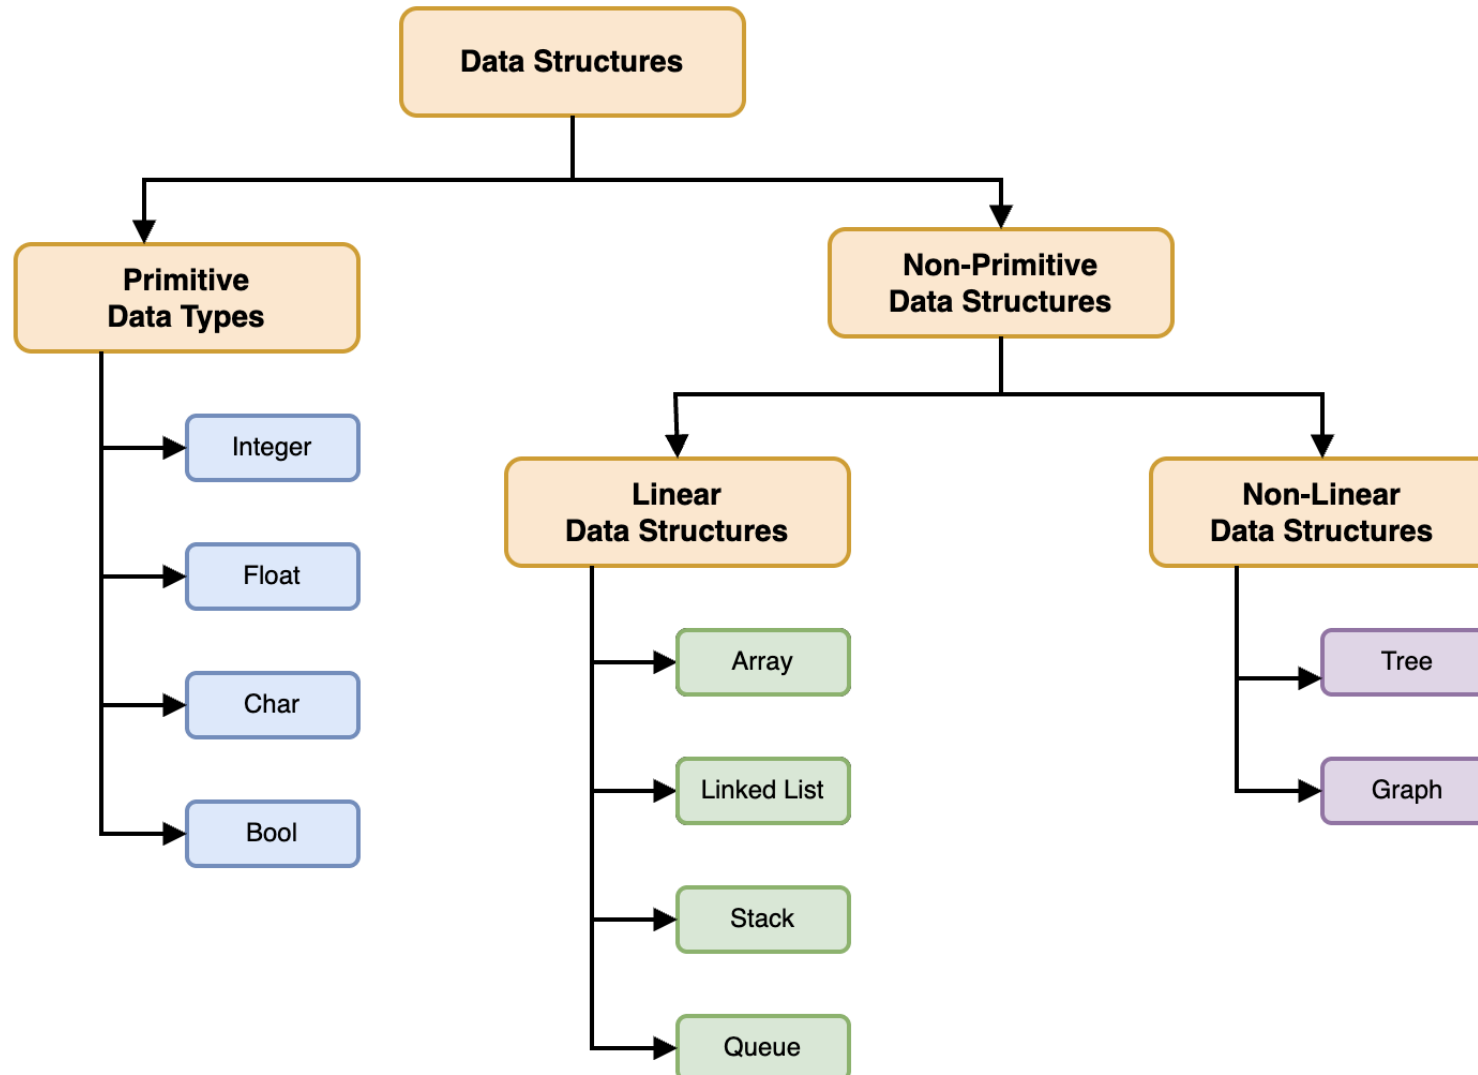 Data Structures
Primitive
Data Types
Non-Primitive
Data Structures
Integer
Float
Char
Bool
Linear
Data Structures
Array
Linked List
Stack
Queue
Non-Linear
Data Structures
Tree
Graph